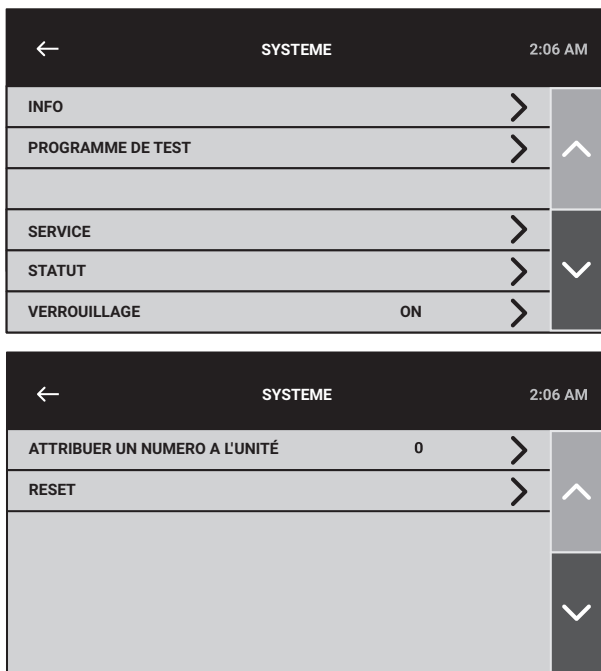 SYSTEME 2:06 AM
INFO
PROGRAMME DE TEST
SERVICE
STATUT
VERROUILLAGE ON
SYSTEME 2:06 AM
ATTRIBUER UN NUMERO A L'UNITÉ 0
RESET